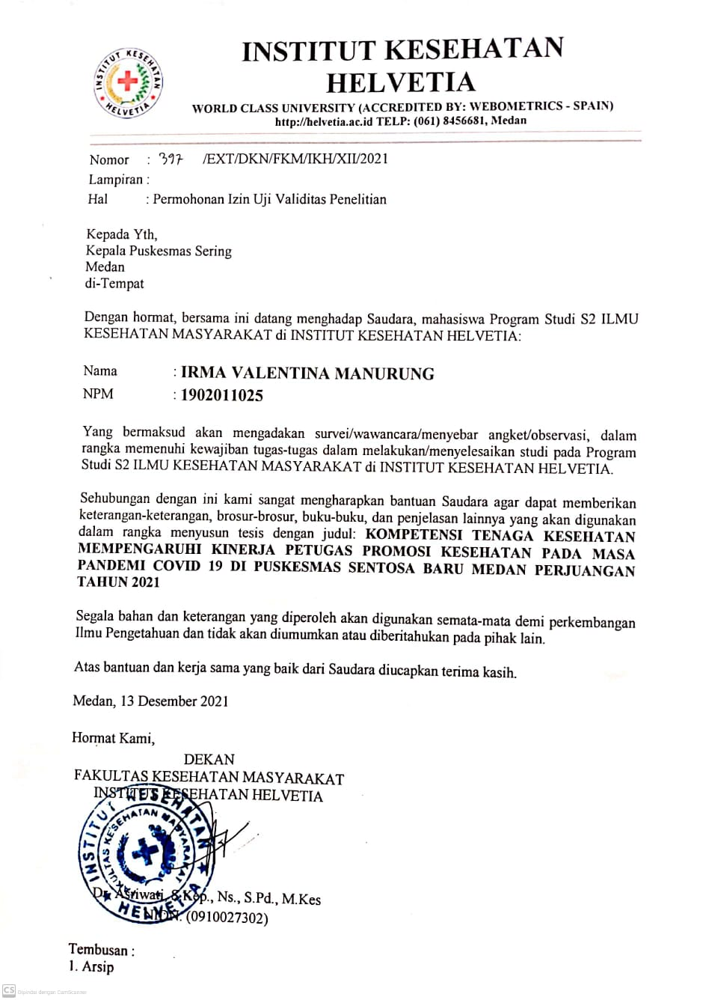 INSTITUT KESEHATAN
HELVETIA
WORLD CLASS UNIVERSITY (ACCREDITED BY: WEBOMETRICS - SPAIN)
http://helvetia.ac.id TELP: (061) 8456681, Medan
INSTITUT KESEHATAN
HELVETIA
Nomor : 397 /EXT/DKN/FKM/IKH/XII/2021
Lampiran :
Hal : Permohonan Izin Uji Validitas Penelitian
Kepada Yth,
Kepala Puskesmas Sering
Medan
di-Tempat
Dengan hormat, bersama ini datang menghadap Saudara, mahasiswa Program Studi S2 ILMU
KESEHATAN MASYARAKAT di INSTITUT KESEHATAN HELVETIA:
Nama : IRMA VALENTINA MANURUNG
NPM : 1902011025
Yang bermaksud akan mengadakan survei/wawancara/menyebar angket/observasi, dalam
rangka memenuhi kewajiban tugas-tugas dalam melakukan/menyelesaikan studi pada Program
Studi S2 ILMU KESEHATAN MASYARAKAT di INSTITUT KESEHATAN HELVETIA.
Sehubungan dengan ini kami sangat mengharapkan bantuan Saudara agar dapat memberikan
keterangan-keterangan, brosur-brosur, buku-buku, dan penjelasan lainnya yang akan digunakan
dalam rangka menyusun tesis dengan judul: KOMPETENSI TENAGA KESEHATAN
MEMPENGARUHI KINERJA PETUGAS PROMOSI KESEHATAN PADA MASA
PANDEMI COVID 19 DI PUSKESMAS SENTOSA BARU MEDAN PERJUANGAN
TAHUN 2021
Segala bahan dan keterangan yang diperoleh akan digunakan semata-mata demi perkembangan
Ilmu Pengetahuan dan tidak akan diumumkan atau diberitahukan pada pihak lain.
Atas bantuan dan kerja sama yang baik dari Saudara diucapkan terima kasih.
Medan, 13 Desember 2021
Hormat Kami,
DEKAN
FAKULTAS KESEHATAN MASYARAKAT
INSTITUT KESEHATAN HELVETIA
INSTITUT KESEHATAN
FAKULTAS KESEHATAN MASYARAKAT
HELVETIA
Dr. Asriwati, S.Kep., Ns., S.Pd., M.Kes
NIDN. (0910027302)
Tembusan :
1. Arsip
CS Dipindai dengan CamScanner